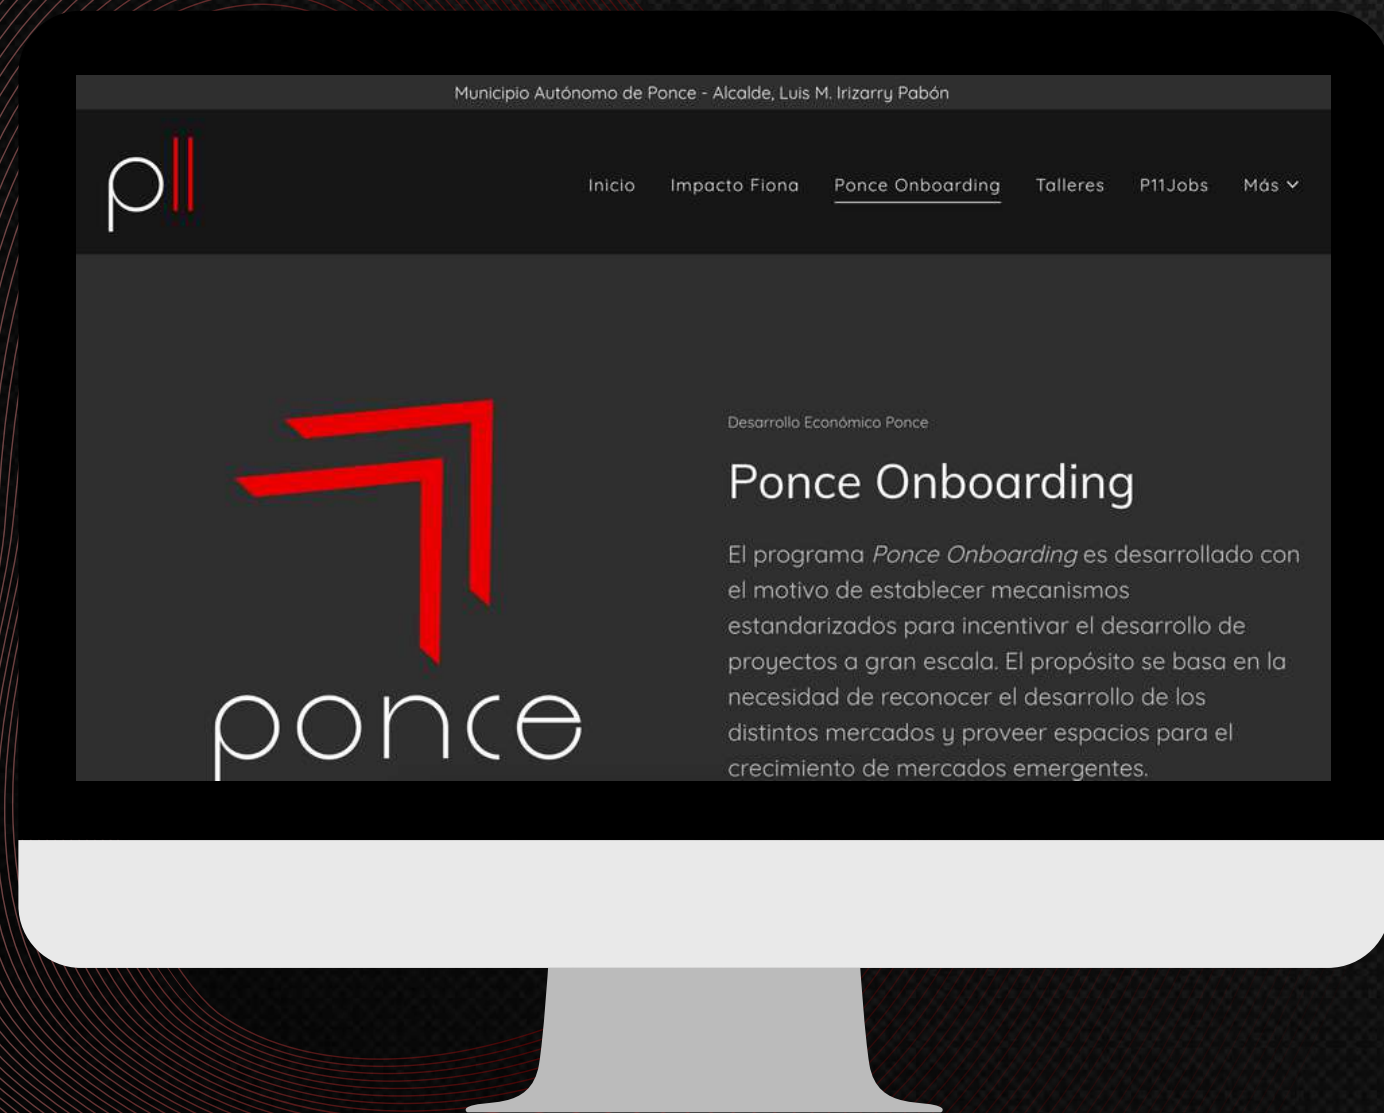 Municipio Autónomo de Ponce - Alcalde, Luis M. Irizarry Pabón
p11
Inicio Impacto Fiona Ponce Onboarding Talleres P11Jobs Más
Desarrollo Económico Ponce
Ponce Onboarding
El programa Ponce Onboarding es desarrollado con
el motivo de establecer mecanismos
estandarizados para incentivar el desarrollo de
proyectos a gran escala. El propósito se basa en la
necesidad de reconocer el desarrollo de los
distintos mercados y proveer espacios para el
crecimiento de mercados emergentes.
ponce